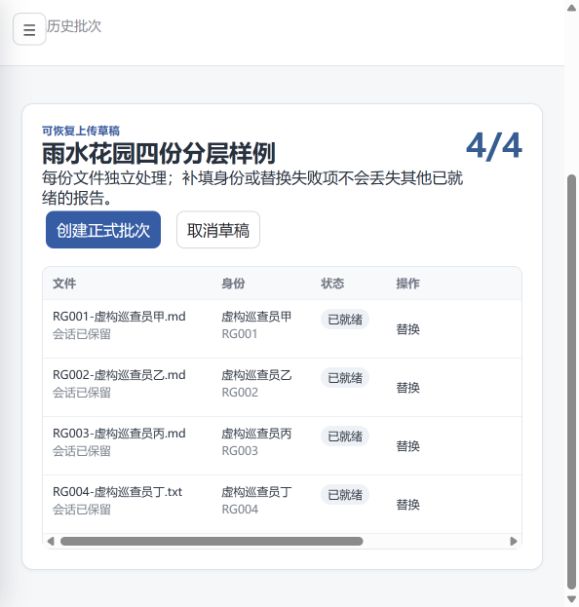 ☰ 历史批次
可恢复上传草稿
雨水花园四份分层样例
4/4
每份文件独立处理；补填身份或替换失败项不会丢失其他已就
绪的报告。
创建正式批次 取消草稿
文件 身份 状态 操作
RG001-虚构巡查员甲.md 虚构巡查员甲 已就绪 替换
会话已保留 RG001
RG002-虚构巡查员乙.md 虚构巡查员乙 已就绪 替换
会话已保留 RG002
RG003-虚构巡查员丙.md 虚构巡查员丙 已就绪 替换
会话已保留 RG003
RG004-虚构巡查员丁.txt 虚构巡查员丁 已就绪 替换
会话已保留 RG004